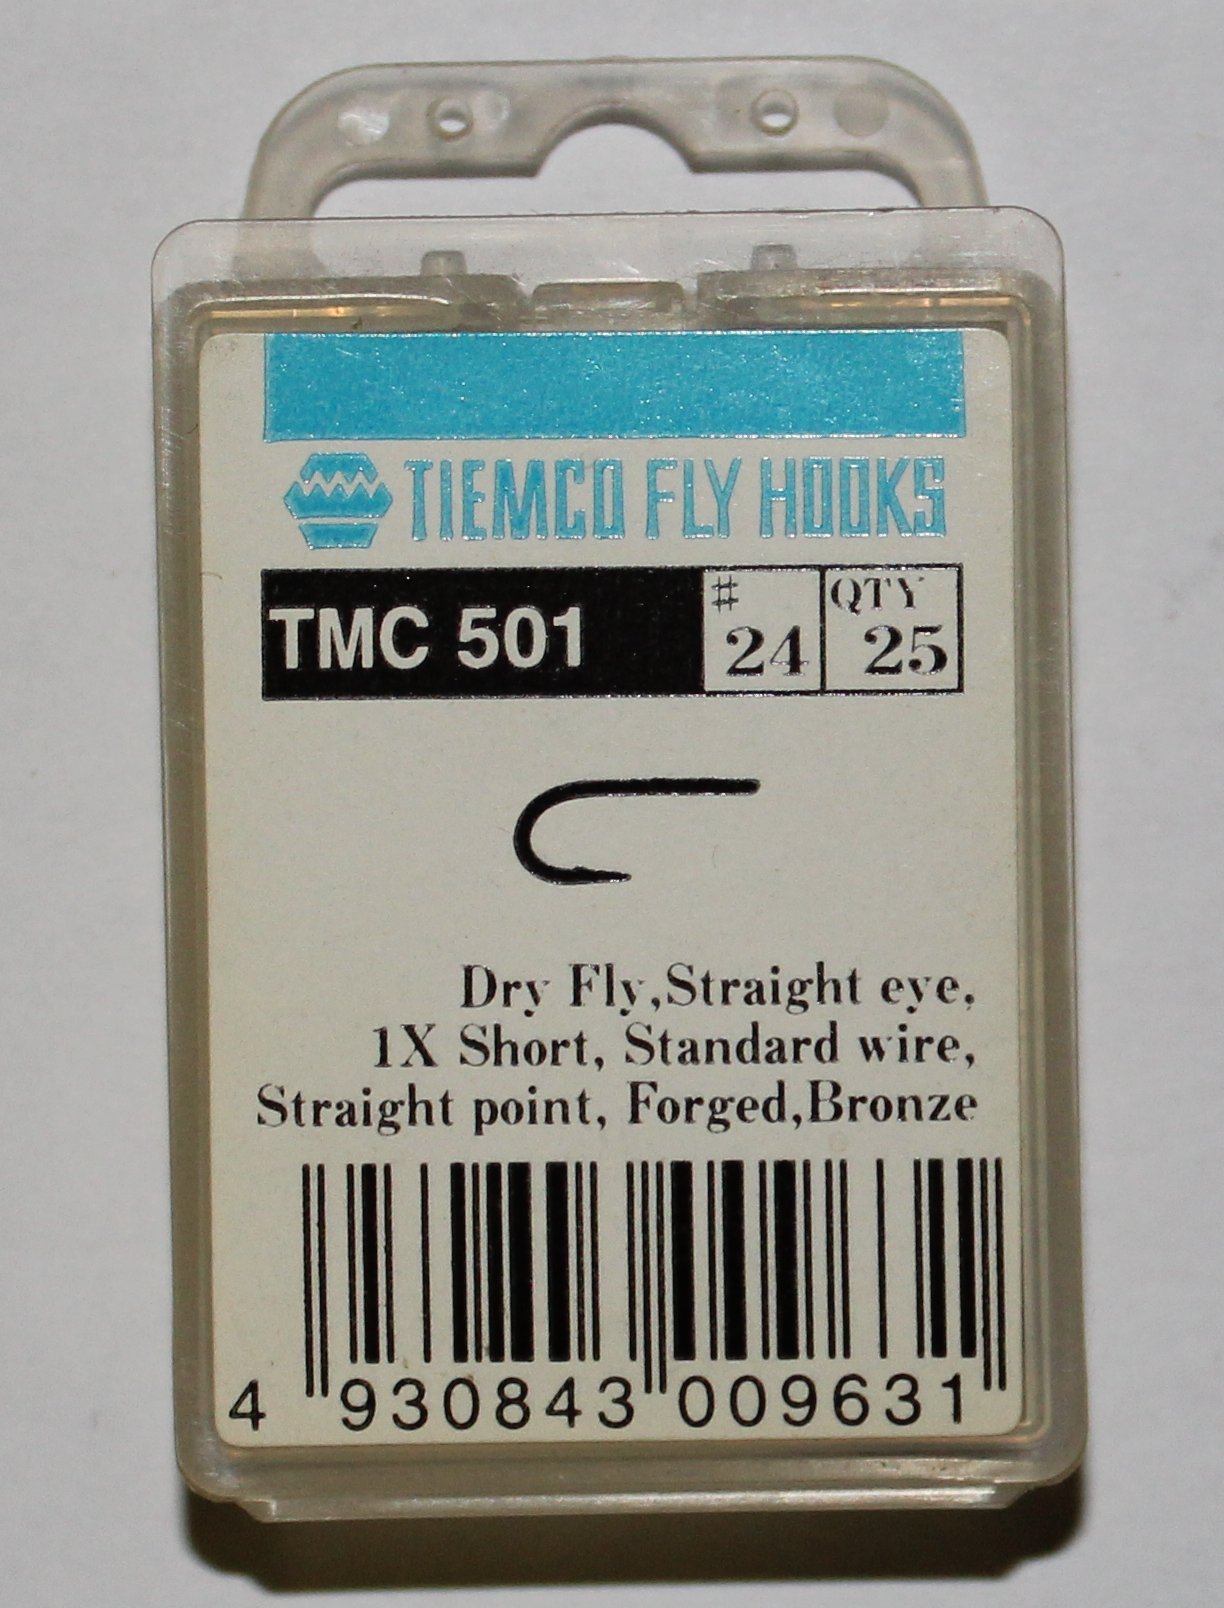 TIEMCO FLY HOOKS
TMC 501 # 24 QTY 25
Dry Fly,Straight eye,
1X Short, Standard wire,
Straight point, Forged,Bronze
4 930843 009631